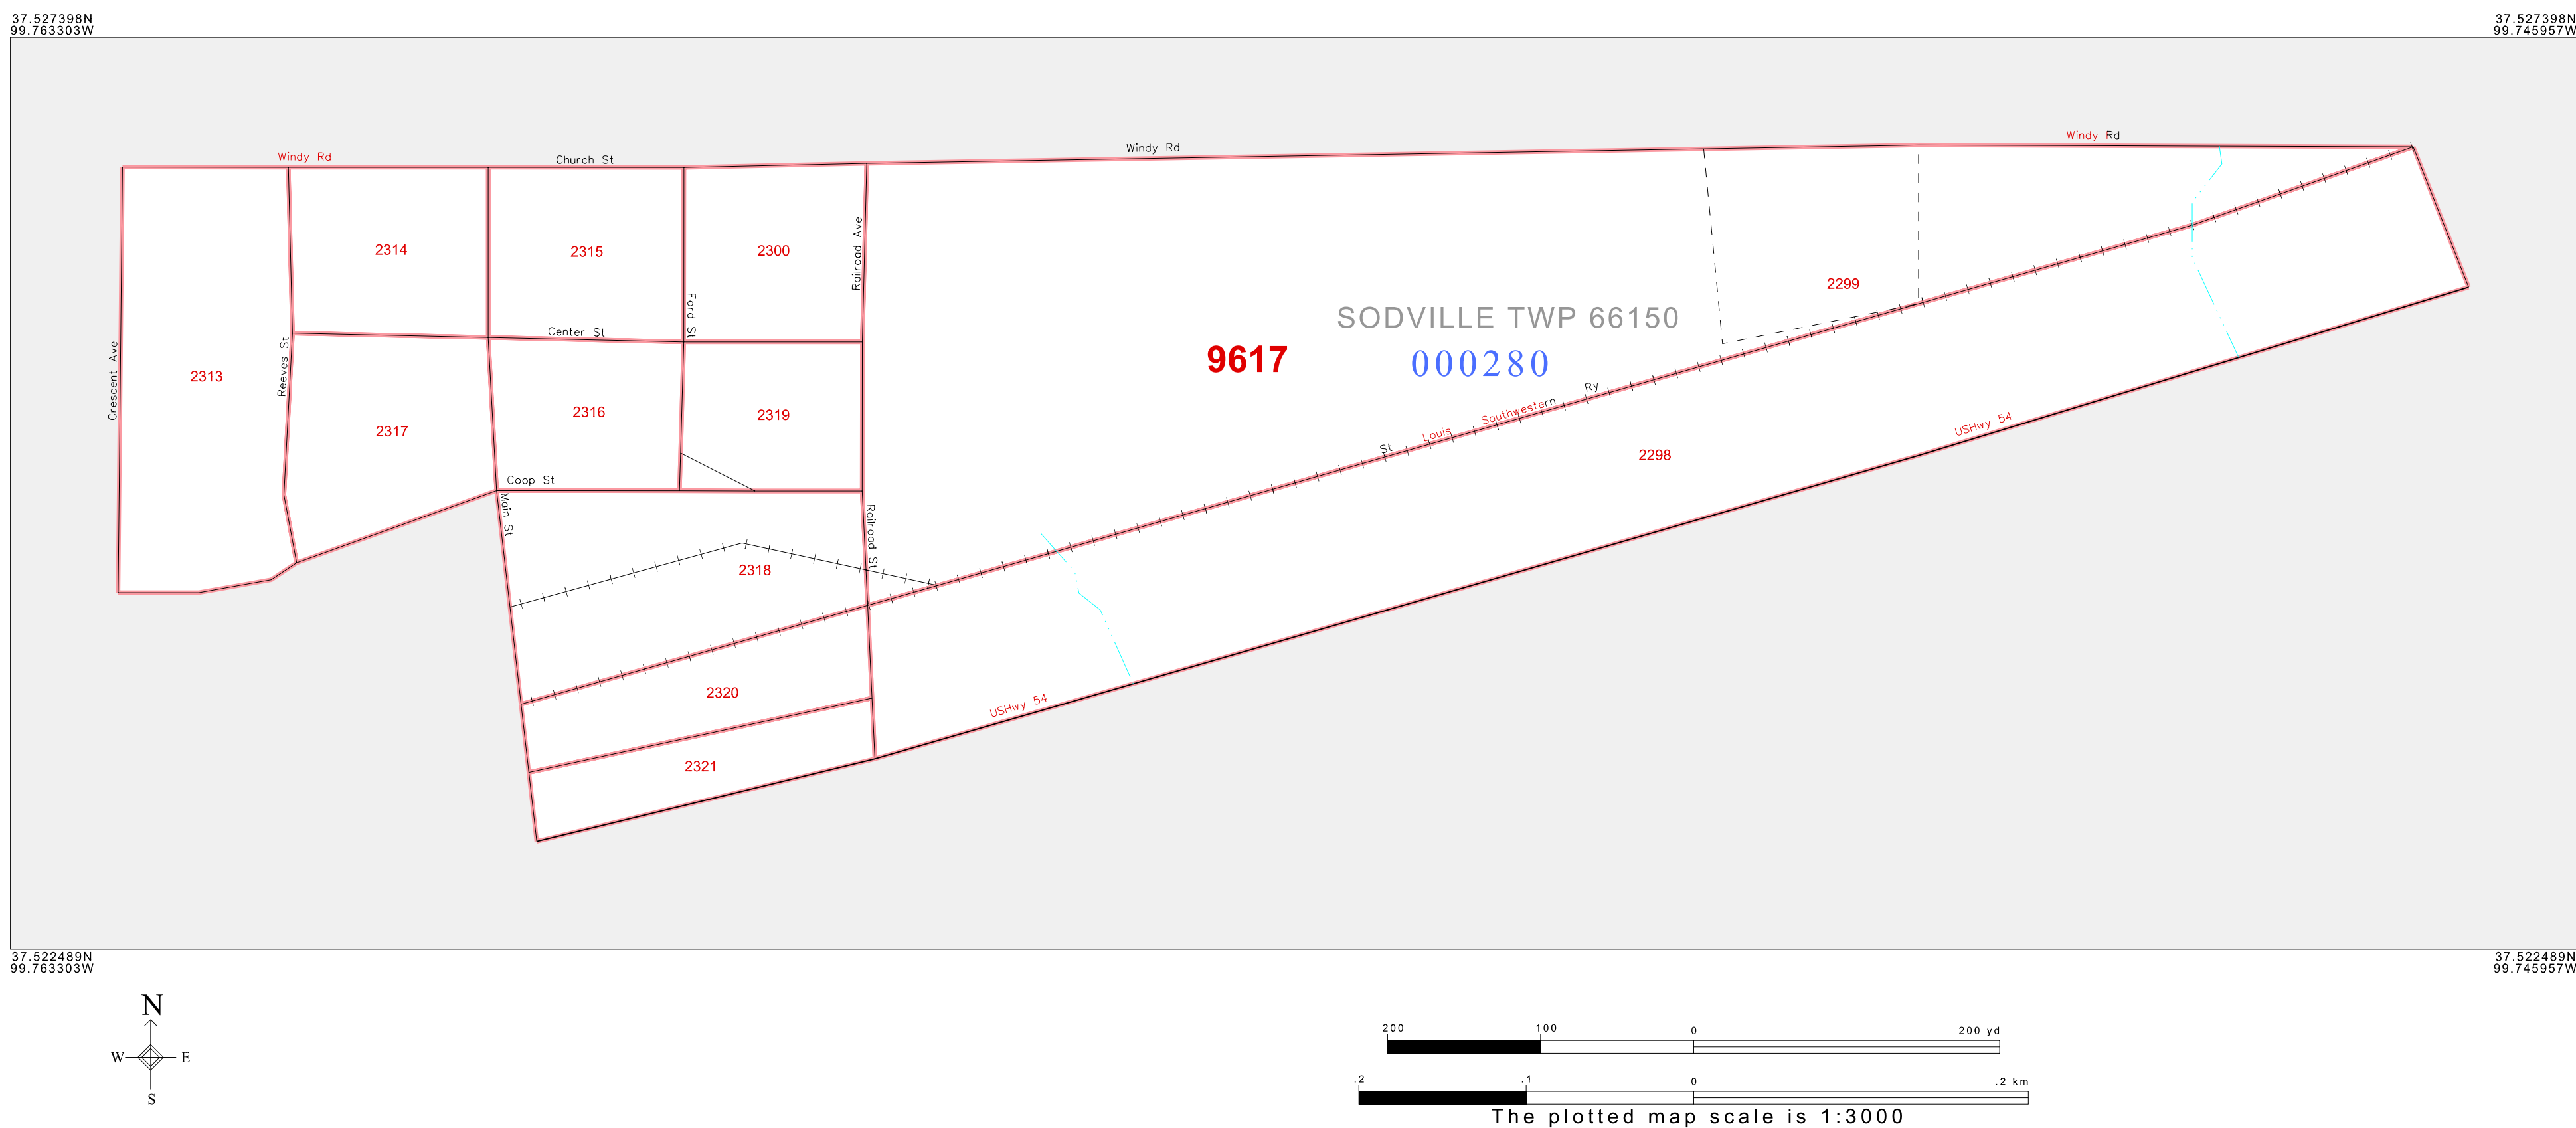 37.527398N
99.763303W
37.527398N
99.745957W
Windy Rd
Church St
Windy Rd
Windy Rd
2314
2315
2300
Railroad Ave
2299
Ford St
SODVILLE TWP 66150
Center St
Crescent Ave
2313
Reeves St
9617
000280
St Louis Southwestern Ry
2317
2316
2319
USHwy 54
2298
Coop St
Main St
Railroad St
2318
2320
USHwy 54
2321
37.522489N
99.763303W
37.522489N
99.745957W
N
W
E
S
200 100 0 200 yd
.2 .1 0 .2 km
The plotted map scale is 1:3000